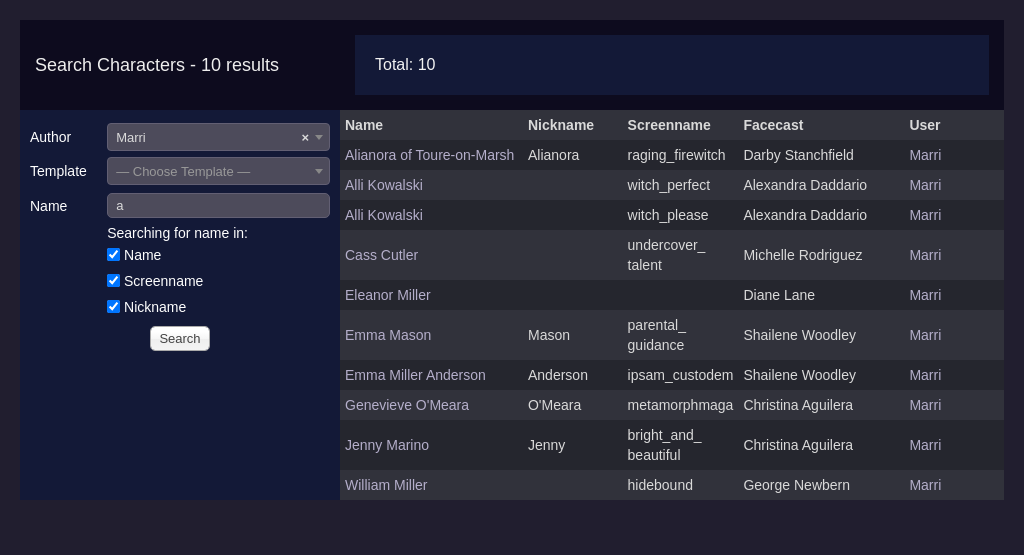 Search Characters - 10 results
Total: 10
Author
Marri × 
Template
— Choose Template —
Name
a
Searching for name in:
Name
Screenname
Nickname
Search
Name Nickname Screenname Facecast User
Alianora of Toure-on-Marsh Alianora raging_firewitch Darby Stanchfield Marri
Alli Kowalski witch_perfect Alexandra Daddario Marri
Alli Kowalski witch_please Alexandra Daddario Marri
Cass Cutler undercover_ Michelle Rodriguez Marri
talent
Eleanor Miller Diane Lane Marri
Emma Mason Mason parental_ Shailene Woodley Marri
guidance
Emma Miller Anderson Anderson ipsam_custodem Shailene Woodley Marri
Genevieve O'Meara O'Meara metamorphmaga Christina Aguilera Marri
Jenny Marino Jenny bright_and_ Christina Aguilera Marri
beautiful
William Miller hidebound George Newbern Marri